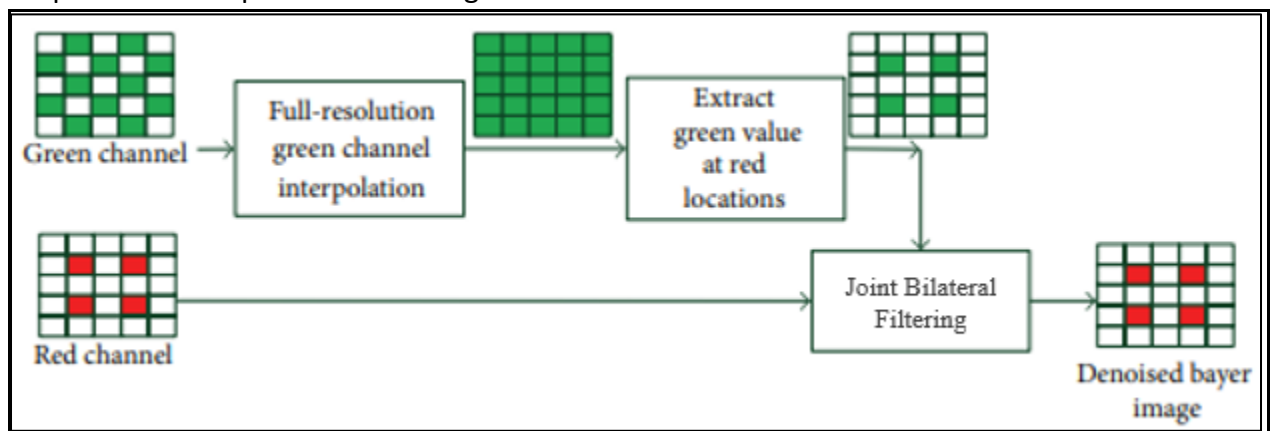 Green channel
Full-resolution
green channel
interpolation
Extract
green value
at red
locations
Red channel
Joint Bilateral
Filtering
Denoised bayer
image